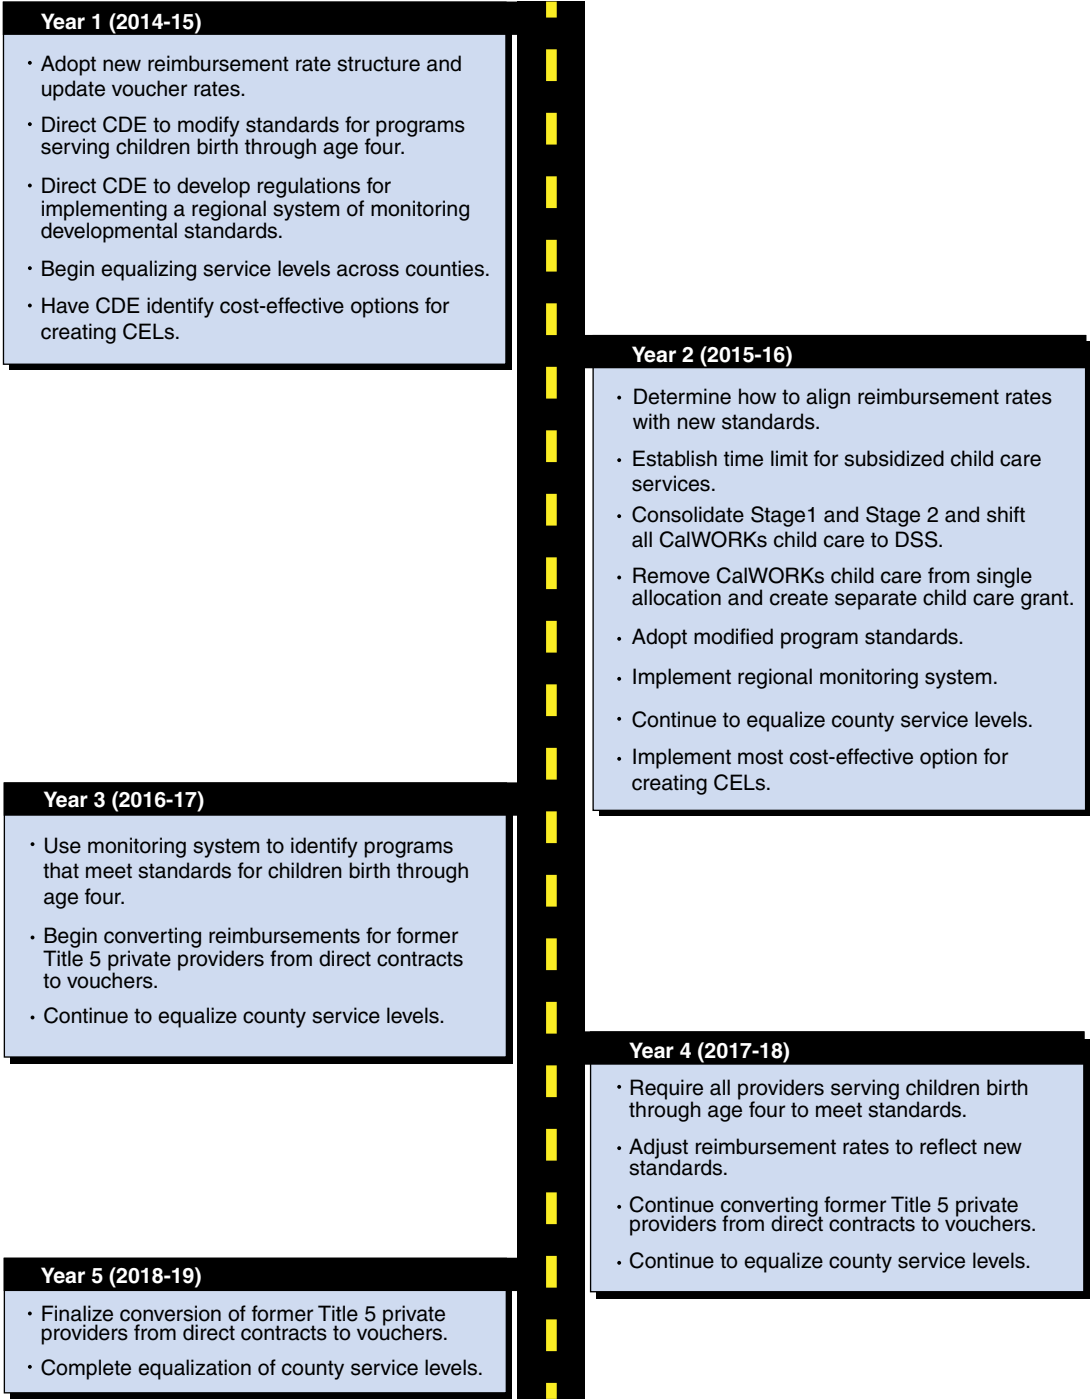 Year 1 (2014-15)
· Adopt new reimbursement rate structure and
update voucher rates.
· Direct CDE to modify standards for programs
serving children birth through age four.
· Direct CDE to develop regulations for
implementing a regional system of monitoring
developmental standards.
· Begin equalizing service levels across counties.
· Have CDE identify cost-effective options for
creating CELs.
Year 2 (2015-16)
· Determine how to align reimbursement rates
with new standards.
· Establish time limit for subsidized child care
services.
· Consolidate Stage1 and Stage 2 and shift
all CalWORKs child care to DSS.
· Remove CalWORKs child care from single
allocation and create separate child care grant.
· Adopt modified program standards.
· Implement regional monitoring system.
· Continue to equalize county service levels.
· Implement most cost-effective option for
creating CELs.
Year 3 (2016-17)
· Use monitoring system to identify programs
that meet standards for children birth through
age four.
· Begin converting reimbursements for former
Title 5 private providers from direct contracts
to vouchers.
· Continue to equalize county service levels.
Year 4 (2017-18)
· Require all providers serving children birth
through age four to meet standards.
· Adjust reimbursement rates to reflect new
standards.
· Continue converting former Title 5 private
providers from direct contracts to vouchers.
· Continue to equalize county service levels.
Year 5 (2018-19)
· Finalize conversion of former Title 5 private
providers from direct contracts to vouchers.
· Complete equalization of county service levels.